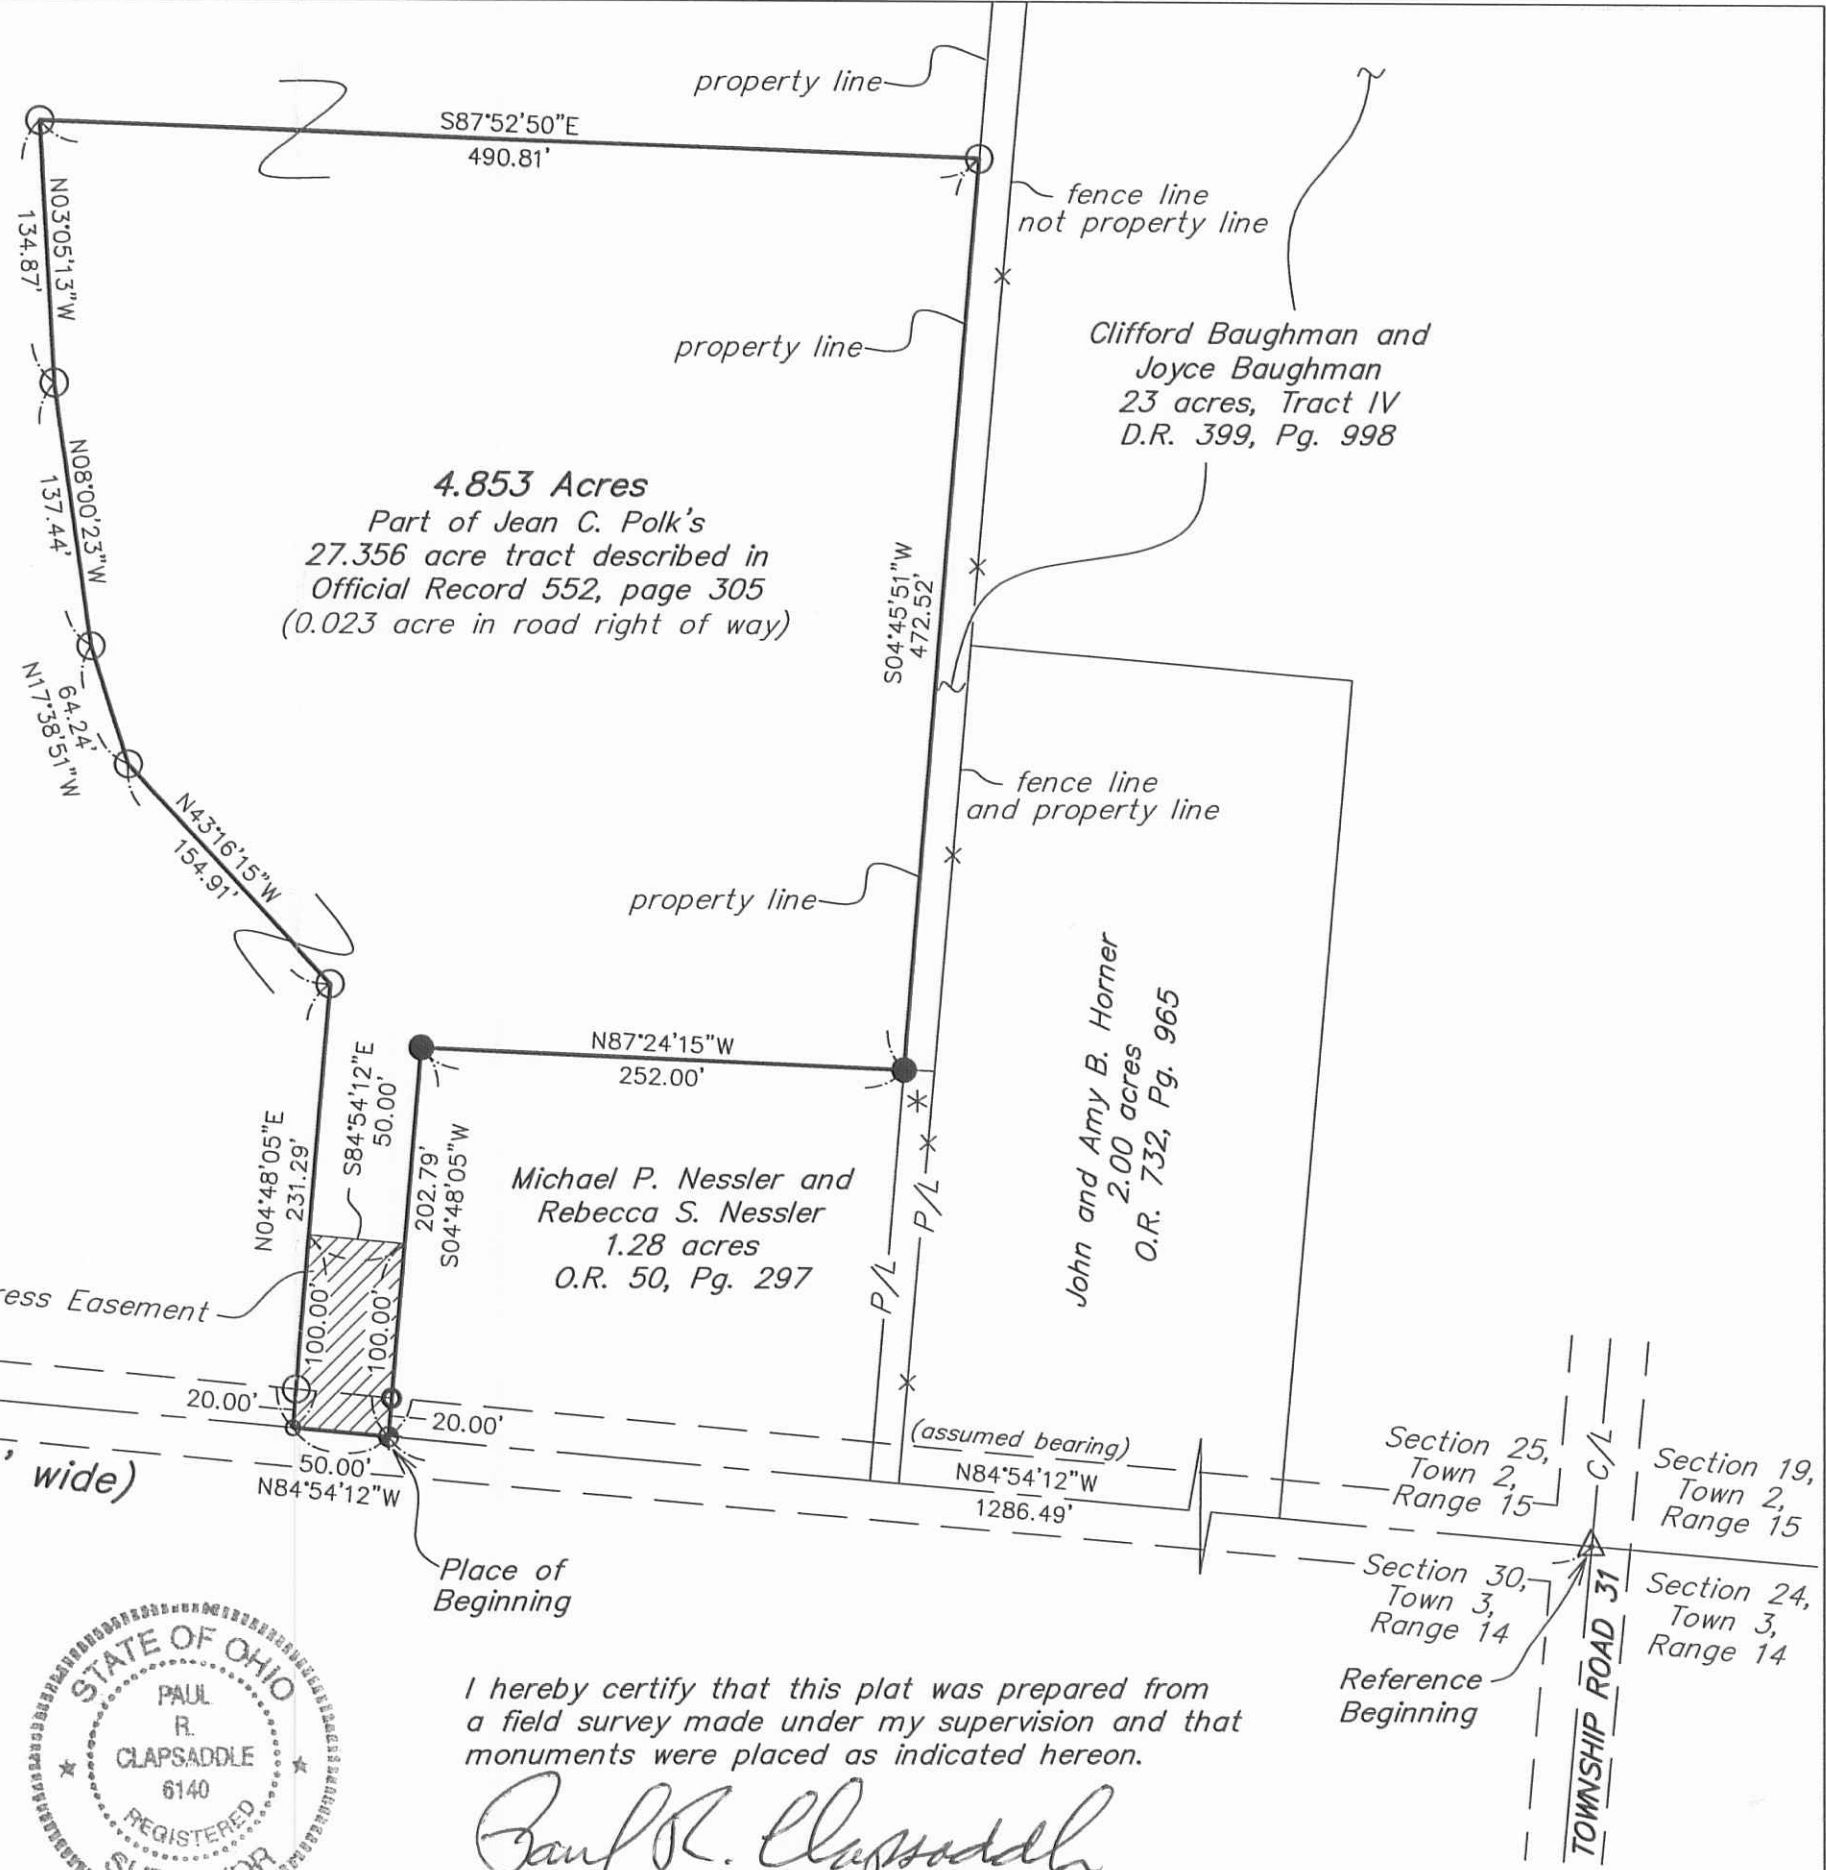 property line
S87°52'50"E
490.81'
fence line
not property line
N03°05'13"W
134.87'
property line
Clifford Baughman and
Joyce Baughman
23 acres, Tract IV
D.R. 399, Pg. 998
N08°00'23"W
137.44'
4.853 Acres
Part of Jean C. Polk's
27.356 acre tract described in
Official Record 552, page 305
(0.023 acre in road right of way)
S04°45'51"W
472.52'
64.24'
N17°38'51"W
fence line
and property line
N43°16'15"W
154.91'
property line
John and Amy B. Horner
2.00 acres
O.R. 732, Pg. 965
N87°24'15"W
252.00'
S84°54'12"E
50.00'
N04°48'05"E
231.29'
202.79'
S04°48'05"W
Michael P. Nessler and
Rebecca S. Nessler
1.28 acres
O.R. 50, Pg. 297
P/L
P/L
ress Easement
100.00'
100.00'
20.00'
20.00'
50.00'
N84°54'12"W
' wide)
(assumed bearing)
N84°54'12"W
1286.49'
Section 25,
Town 2,
Range 15
C/L
Section 19,
Town 2,
Range 15
Section 30,
Town 3,
Range 14
Section 24,
Town 3,
Range 14
TOWNSHIP ROAD 31
Place of
Beginning
Reference
Beginning
STATE OF OHIO
PAUL
R.
CLAPSADDLE
6140
REGISTERED
I hereby certify that this plat was prepared from
a field survey made under my supervision and that
monuments were placed as indicated hereon.
Paul R. Clapsaddle